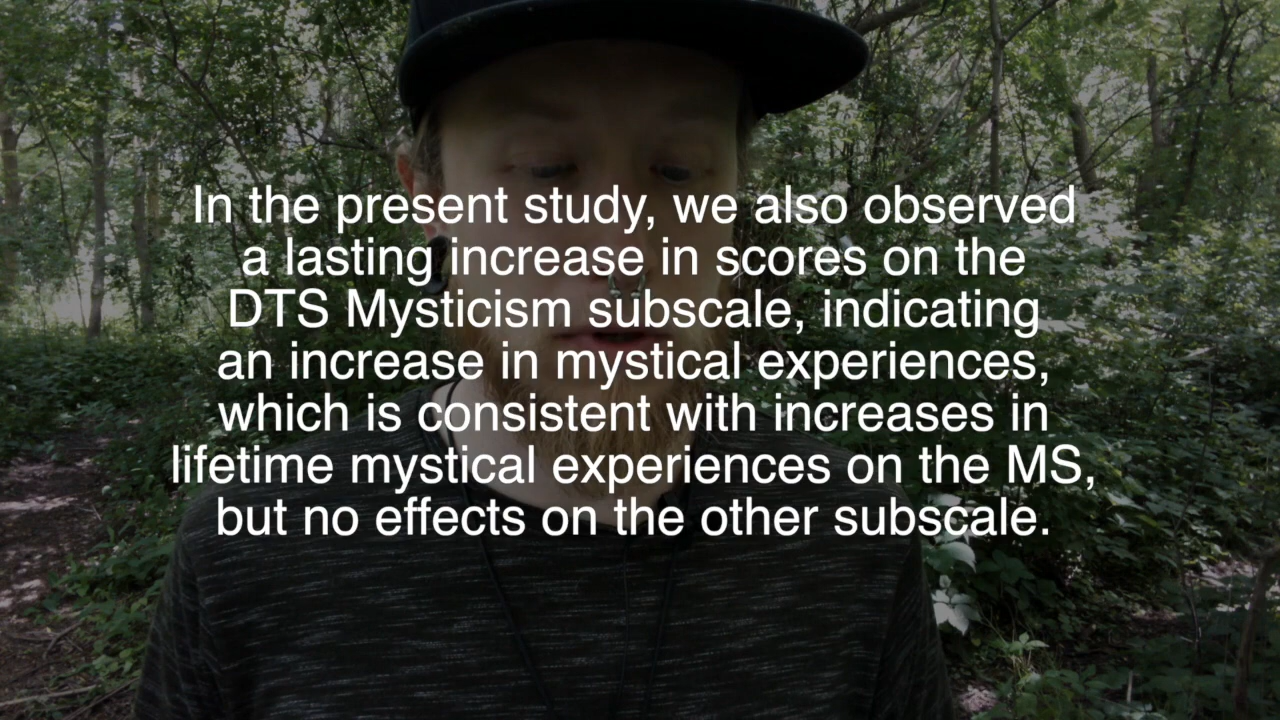 In the present study, we also observed
a lasting increase in scores on the
DTS Mysticism subscale, indicating
an increase in mystical experiences,
which is consistent with increases in
lifetime mystical experiences on the MS,
but no effects on the other subscale.